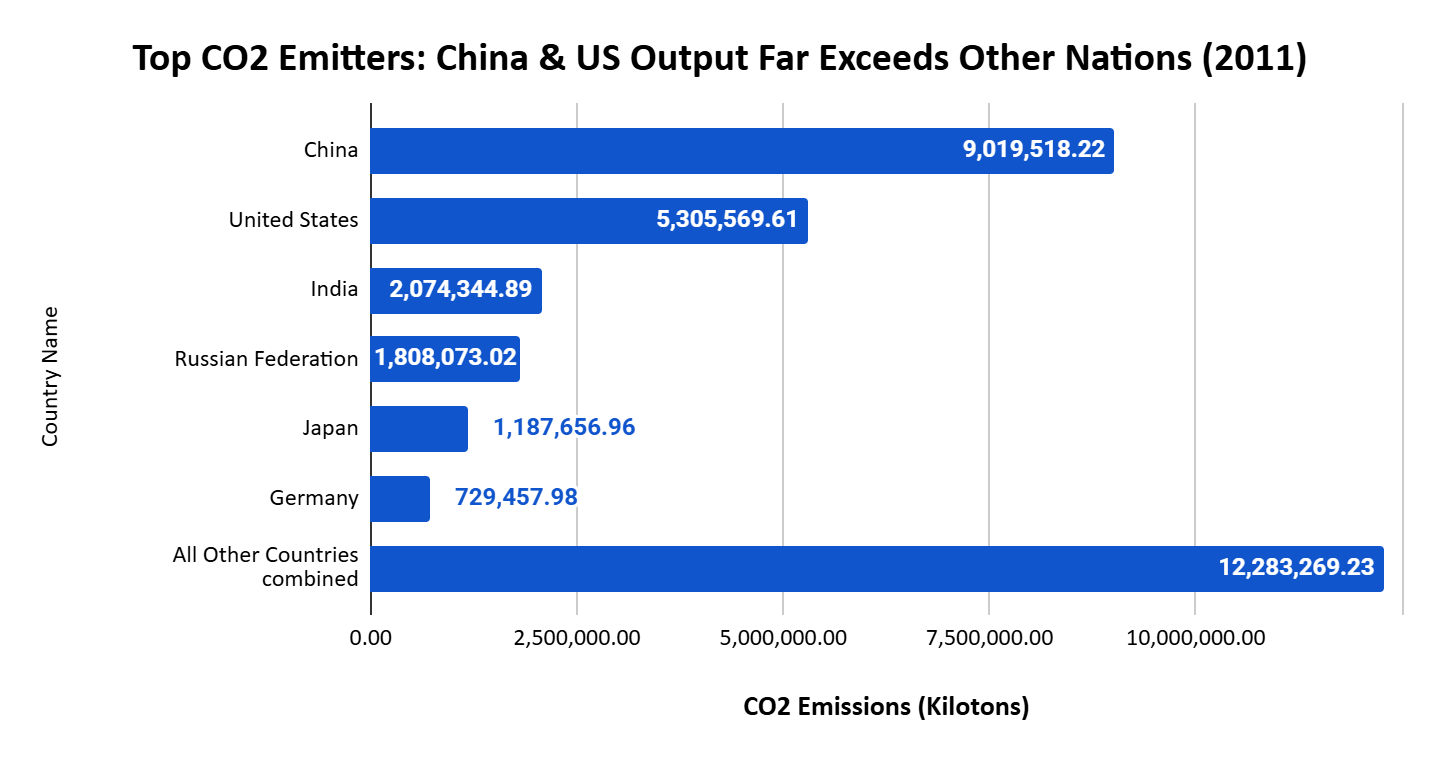 Top CO2 Emitters: China & US Output Far Exceeds Other Nations (2011)
Country Name
China
9,019,518.22
United States
5,305,569.61
India
2,074,344.89
Russian Federation
1,808,073.02
Japan
1,187,656.96
Germany
729,457.98
All Other Countries
combined
12,283,269.23
0.00
2,500,000.00
5,000,000.00
7,500,000.00
10,000,000.00
CO2 Emissions (Kilotons)